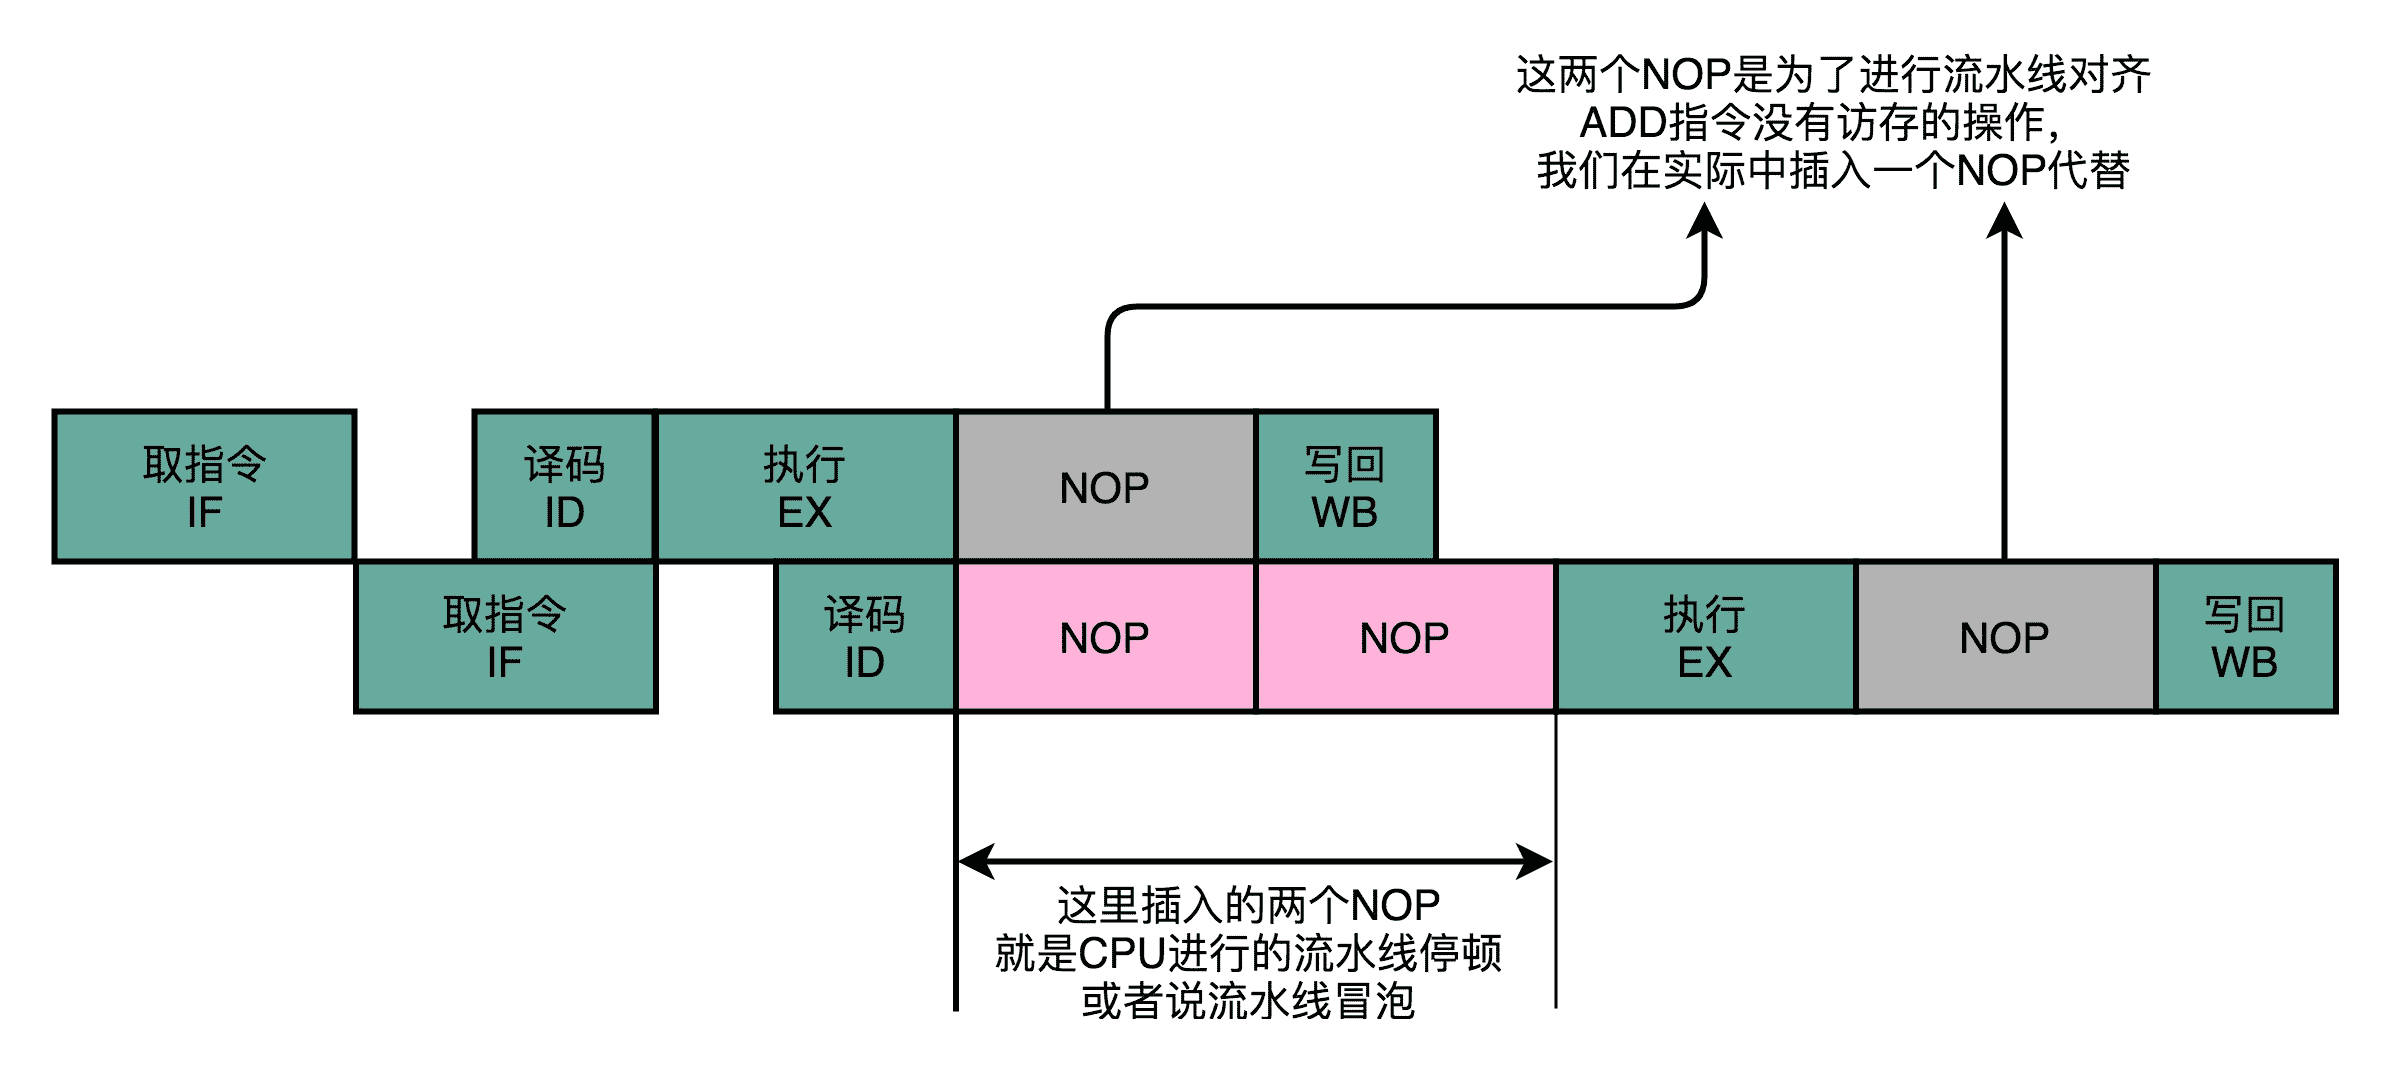 这两个NOP是为了进行流水线对齐
ADD指令没有访存的操作，
我们在实际中插入一个NOP代替
取指令
IF
译码
ID
执行
EX
NOP
写回
WB
取指令
IF
译码
ID
NOP
NOP
执行
EX
NOP
写回
WB
这里插入的两个NOP
就是CPU进行的流水线停顿
或者说流水线冒泡